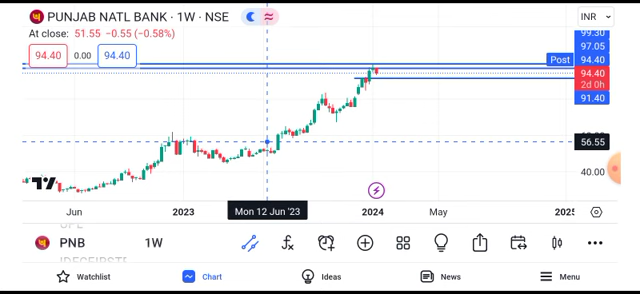 PUNJAB NATL BANK · 1W · NSE
INR
At close: 51.55 −0.55 (−0.58%)
94.40 0.00 94.40
99.30
97.05
Post 94.40
94.40
2d 0h
91.40
56.55
40.00
Jun 2023 Mon 12 Jun '23 2024 May 2025
PNB 1W
Watchlist Chart Ideas News Menu